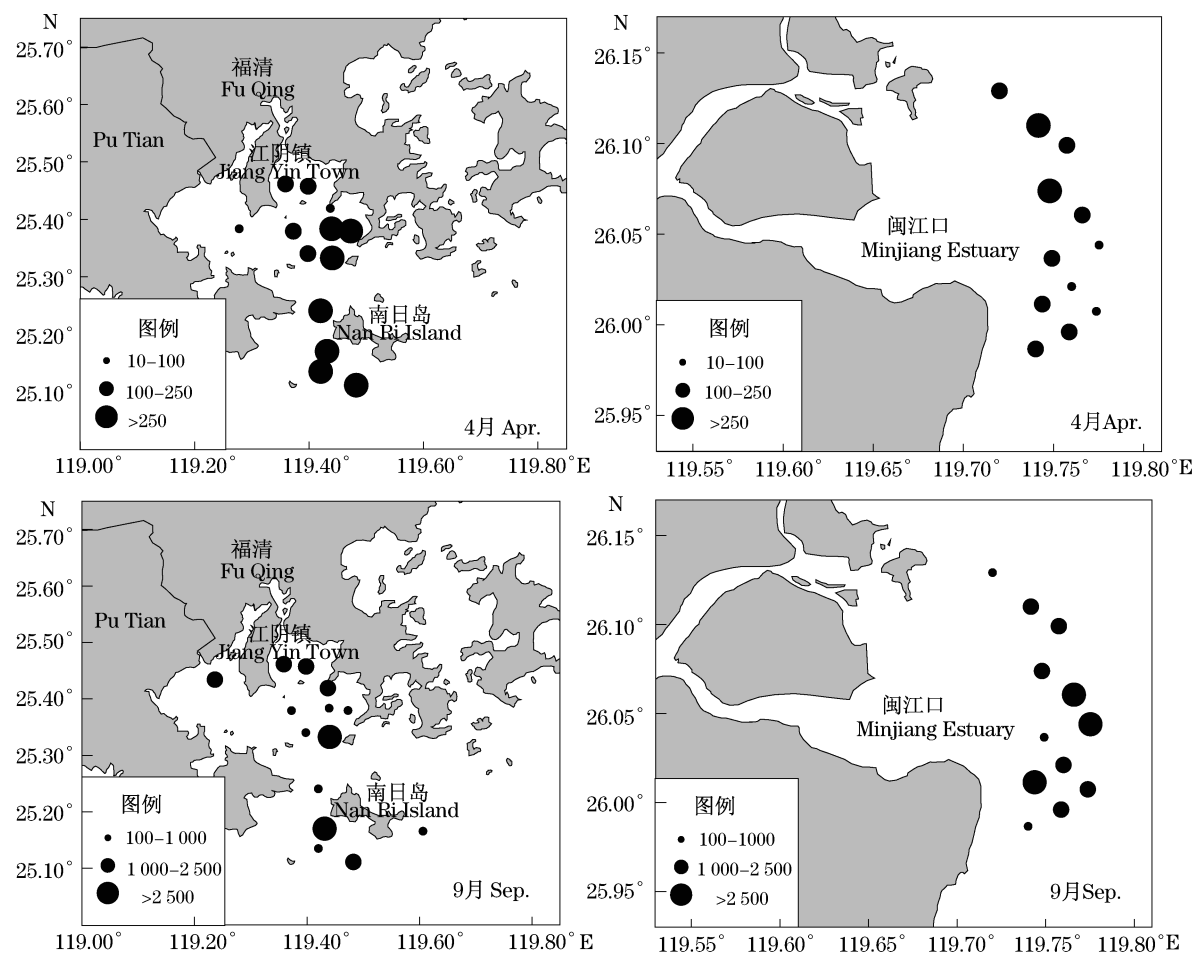 N
25.70°
25.60°
25.50°
25.40°
25.30°
25.20°
25.10°
福清
Fu Qing
Pu Tian
江阴镇
Jiang Yin Town
南日岛
Nan Ri Island
图例
10–100
100–250
>250
4月 Apr.
119.00°
119.20°
119.40°
119.60°
119.80°E
N
26.15°
26.10°
26.05°
26.00°
25.95°
闽江口
Minjiang Estuary
图例
10–100
100–250
>250
4月Apr.
119.55°
119.60°
119.65°
119.70°
119.75°
119.80°E
N
25.70°
25.60°
25.50°
25.40°
25.30°
25.20°
25.10°
福清
Fu Qing
Pu Tian
江阴镇
Jiang Yin Town
南日岛
Nan Ri Island
图例
100–1 000
1 000–2 500
>2 500
9月 Sep.
119.00°
119.20°
119.40°
119.60°
119.80° E
N
26.15°
26.10°
26.05°
26.00°
25.95°
闽江口
Minjiang Estuary
图例
100–1000
1 000–2 500
>2 500
9月Sep.
119.55°
119.60°
119.65°
119.70°
119.75°
119.80°E